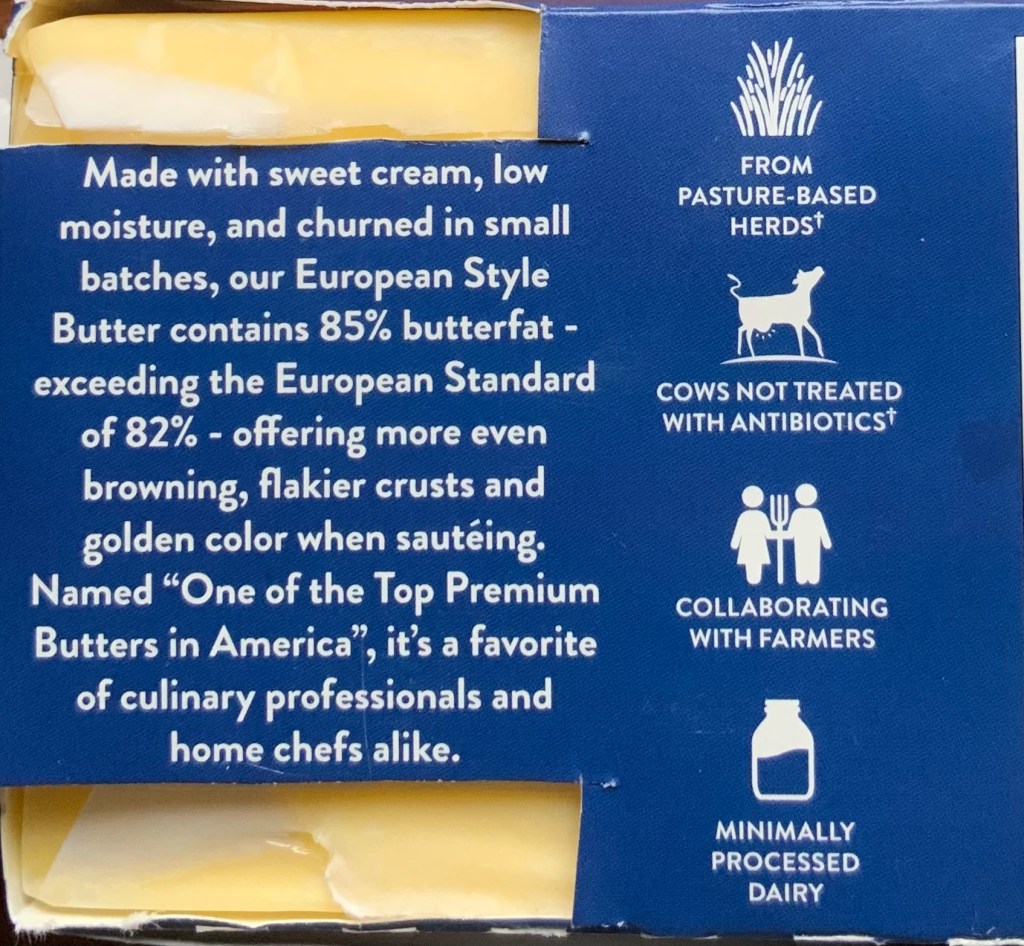 Made with sweet cream, low
moisture, and churned in small
batches, our European Style
Butter contains 85% butterfat -
exceeding the European Standard
of 82% - offering more even
browning, flakier crusts and
golden color when sautéing.
Named “One of the Top Premium
Butters in America”, it’s a favorite
of culinary professionals and
home chefs alike.
FROM
PASTURE-BASED
HERDS†
COWS NOT TREATED
WITH ANTIBIOTICS†
COLLABORATING
WITH FARMERS
MINIMALLY
PROCESSED
DAIRY